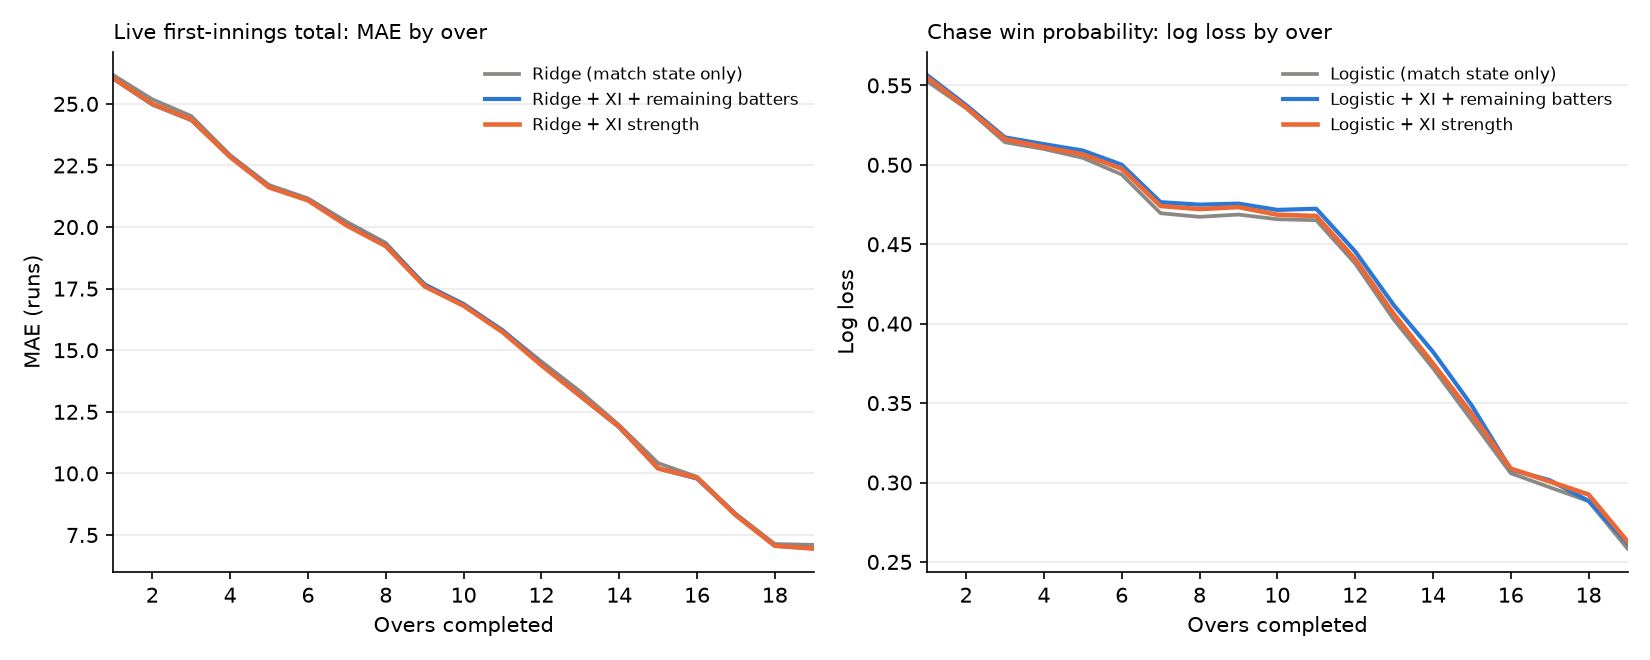 Live first-innings total: MAE by over
Ridge (match state only)
Ridge + XI + remaining batters
Ridge + XI strength
MAE (runs)
25.0
22.5
20.0
17.5
15.0
12.5
10.0
7.5
2 4 6 8 10 12 14 16 18
Overs completed
Chase win probability: log loss by over
Logistic (match state only)
Logistic + XI + remaining batters
Logistic + XI strength
Log loss
0.55
0.50
0.45
0.40
0.35
0.30
0.25
2 4 6 8 10 12 14 16 18
Overs completed